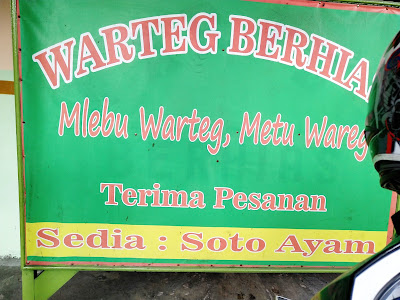 WARTEG BERHIA
Mlebu Warteg, Metu Wareg
Terima Pesanan
Sedia : Soto Ayam